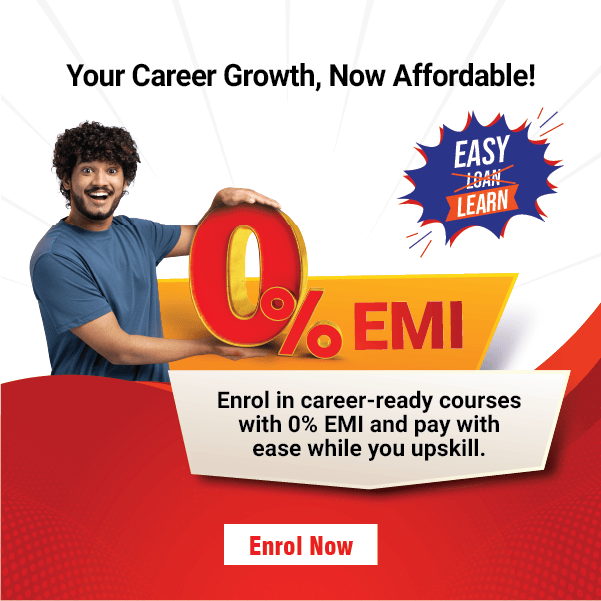 Your Career Growth, Now Affordable!
EASY
LOAN
LEARN
0% EMI
Enrol in career-ready courses
with 0% EMI and pay with
ease while you upskill.
Enrol Now